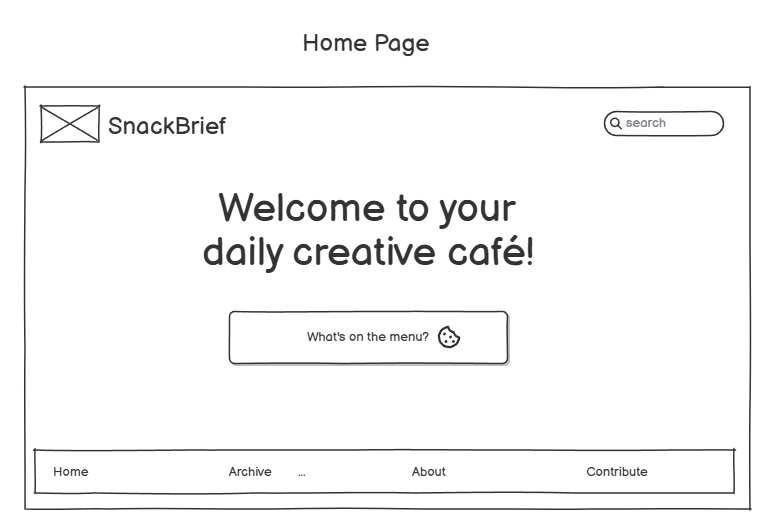 Home Page
SnackBrief
search
Welcome to your
daily creative café!
What's on the menu?
Home Archive ... About Contribute